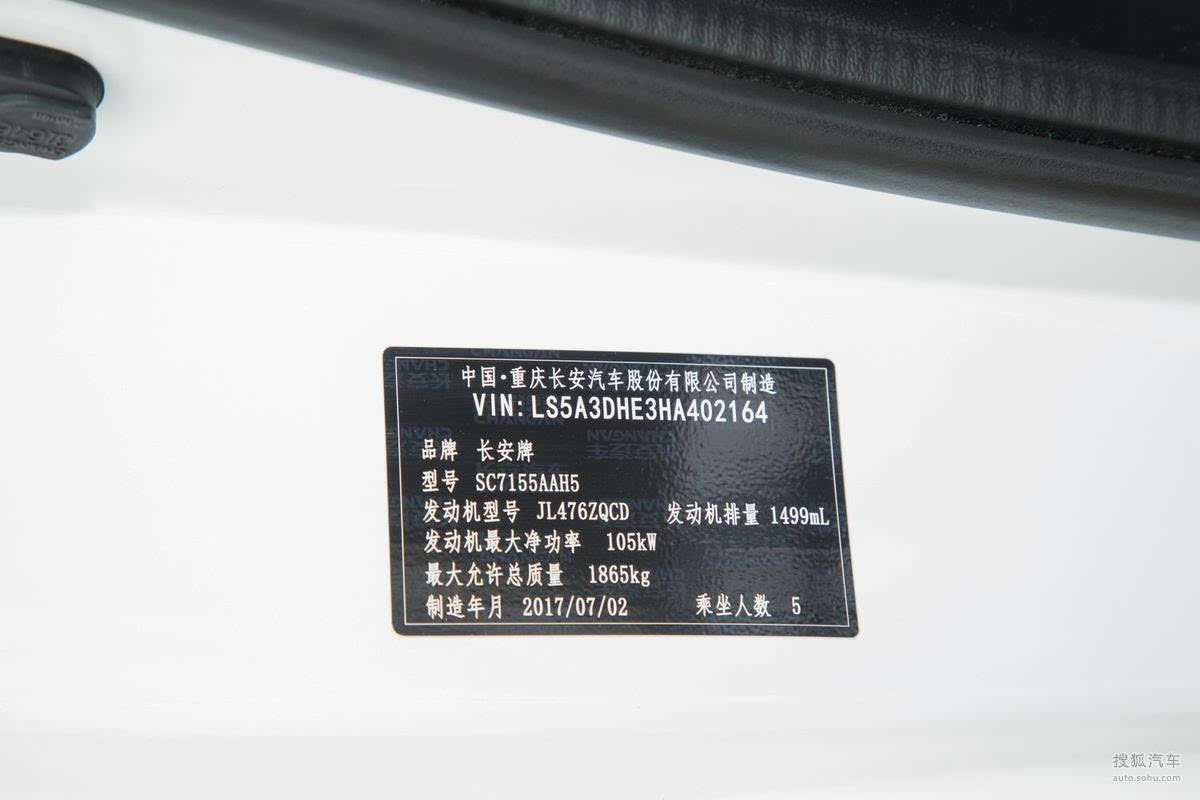 中国·重庆长安汽车股份有限公司制造
VIN: LS5A3DHE3HA402164
品牌 长安牌
型号 SC7155AAH5
发动机型号 JL476ZQCD 发动机排量 1499mL
发动机最大净功率 105kW
最大允许总质量 1865kg
制造年月 2017/07/02 乘坐人数 5
搜狐汽车
auto.sohu.com